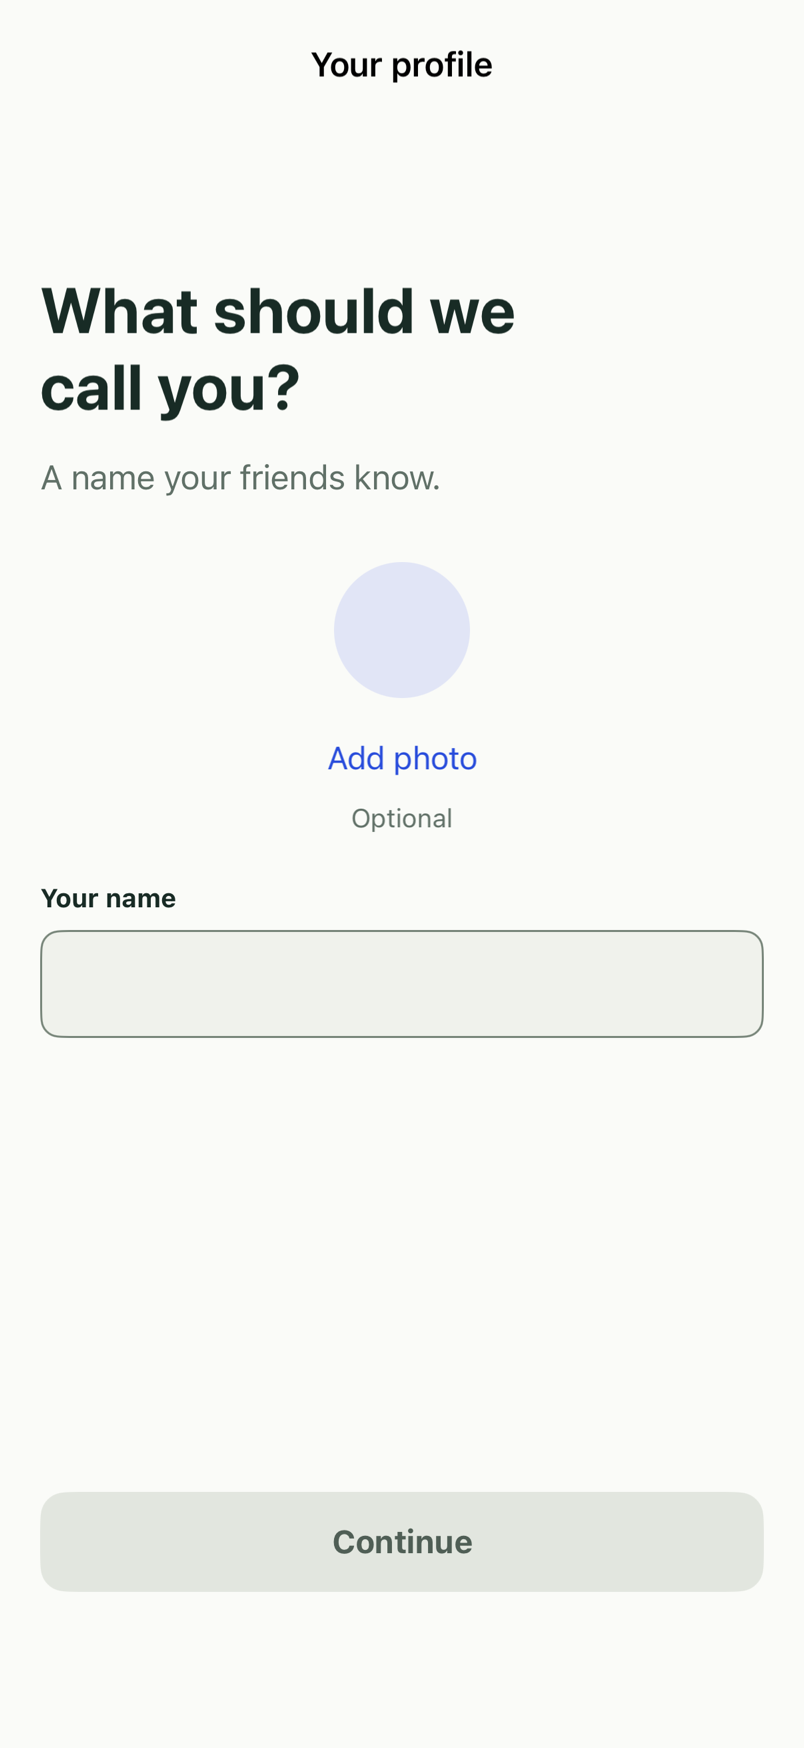 Your profile
What should we
call you?
A name your friends know.
Add photo
Optional
Your name
Continue